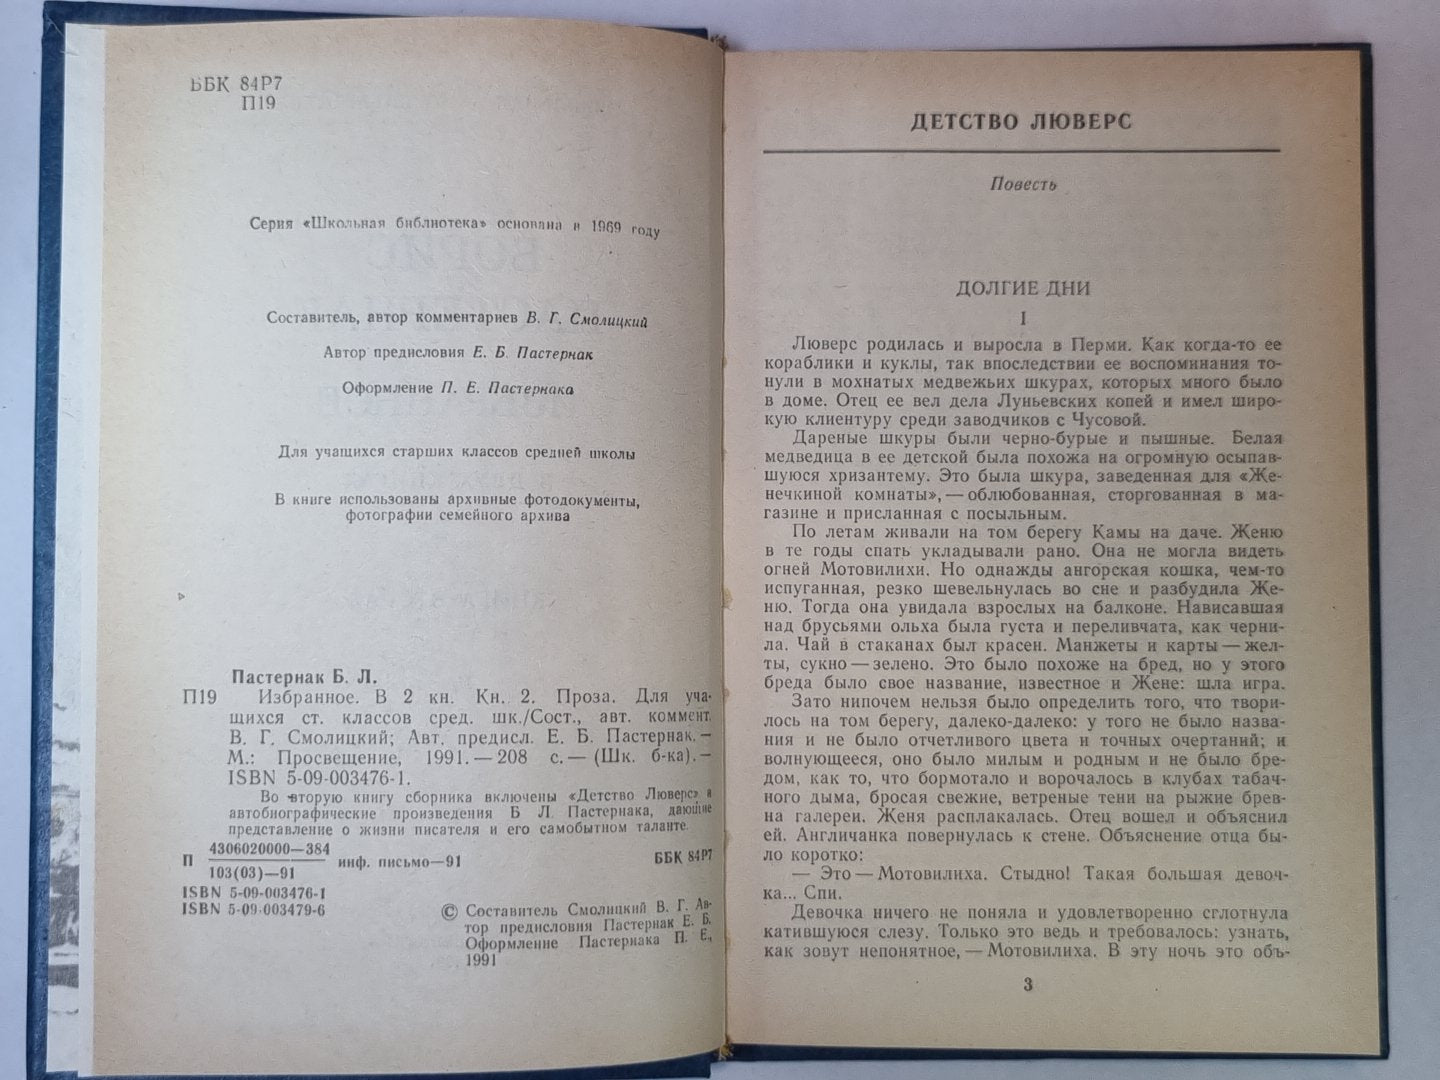 ББК 84Р7
П19
Серия «Школьная библиотека» основана в 1969 году
Составитель, автор комментариев В. Г. Смолицкий
Автор предисловия Е. Б. Пастернак
Оформление П. Е. Пастернака
Для учащихся старших классов средней школы
В книге использованы архивные фотодокументы,
фотографии семейного архива
Пастернак Б. Л.
П19 Избранное. В 2 кн. Кн. 2. Проза. Для уча-
щихся ст. классов сред. шк./Сост., авт. коммент.
В. Г. Смолицкий; Авт. предисл. Е. Б. Пастернак.—
М.: Просвещение, 1991.—208 с.—(Шк. б-ка).—
ISBN 5-09-003476-1.
Во вторую книгу сборника включены «Детство Люверс» и
автобиографические произведения Б. Л. Пастернака, дающие
представление о жизни писателя и его самобытном таланте.
П 4306020000—384
103(03)—91
инф. письмо—91 ББК 84Р7
ISBN 5-09-003476-1
ISBN 5-09-003479-6
© Составитель Смолицкий В. Г. Ав-
тор предисловия Пастернак Е. Б.
Оформление Пастернака П. Е.,
1991
ДЕТСТВО ЛЮВЕРС
Повесть
ДОЛГИЕ ДНИ
I
Люверс родилась и выросла в Перми. Как когда-то ее
кораблики и куклы, так впоследствии ее воспоминания то-
нули в мохнатых медвежьих шкурах, которых много было
в доме. Отец ее вел дела Луньевских копей и имел широ-
кую клиентуру среди заводчиков с Чусовой.
Дареные шкуры были черно-бурые и пышные. Белая
медведица в ее детской была похожа на огромную осыпав-
шуюся хризантему. Это была шкура, заведенная для «Же-
нечкиной комнаты»,—облюбованная, сторгованная в ма-
газине и присланная с посыльным.
По летам живали на том берегу Камы на даче. Женю
в те годы спать укладывали рано. Она не могла видеть
огней Мотовилихи. Но однажды ангорская кошка, чем-то
испуганная, резко шевельнулась во сне и разбудила Же-
ню. Тогда она увидала взрослых на балконе. Нависавшая
над брусьями ольха была густа и переливчата, как черни-
ла. Чай в стаканах был красен. Манжеты и карты—жел-
ты, сукно—зелено. Это было похоже на бред, но у этого
бреда было свое название, известное и Жене: шла игра.
Зато нипочем нельзя было определить того, что твори-
лось на том берегу, далеко-далеко: у того не было назва-
ния и не было отчетливого цвета и точных очертаний; и
волнующееся, оно было милым и родным и не было бре-
дом, как то, что бормотало и ворочалось в клубах табач-
ного дыма, бросая свежие, ветреные тени на рыжие брев-
на галереи. Женя расплакалась. Отец вошел и объяснил
ей. Англичанка повернулась к стене. Объяснение отца бы-
ло коротко:
— Это—Мотовилиха. Стыдно! Такая большая девоч-
ка... Спи.
Девочка ничего не поняла и удовлетворенно сглотнула
катившуюся слезу. Только это ведь и требовалось: узнать,
как зовут непонятное,—Мотовилиха. В эту ночь это объ-
3